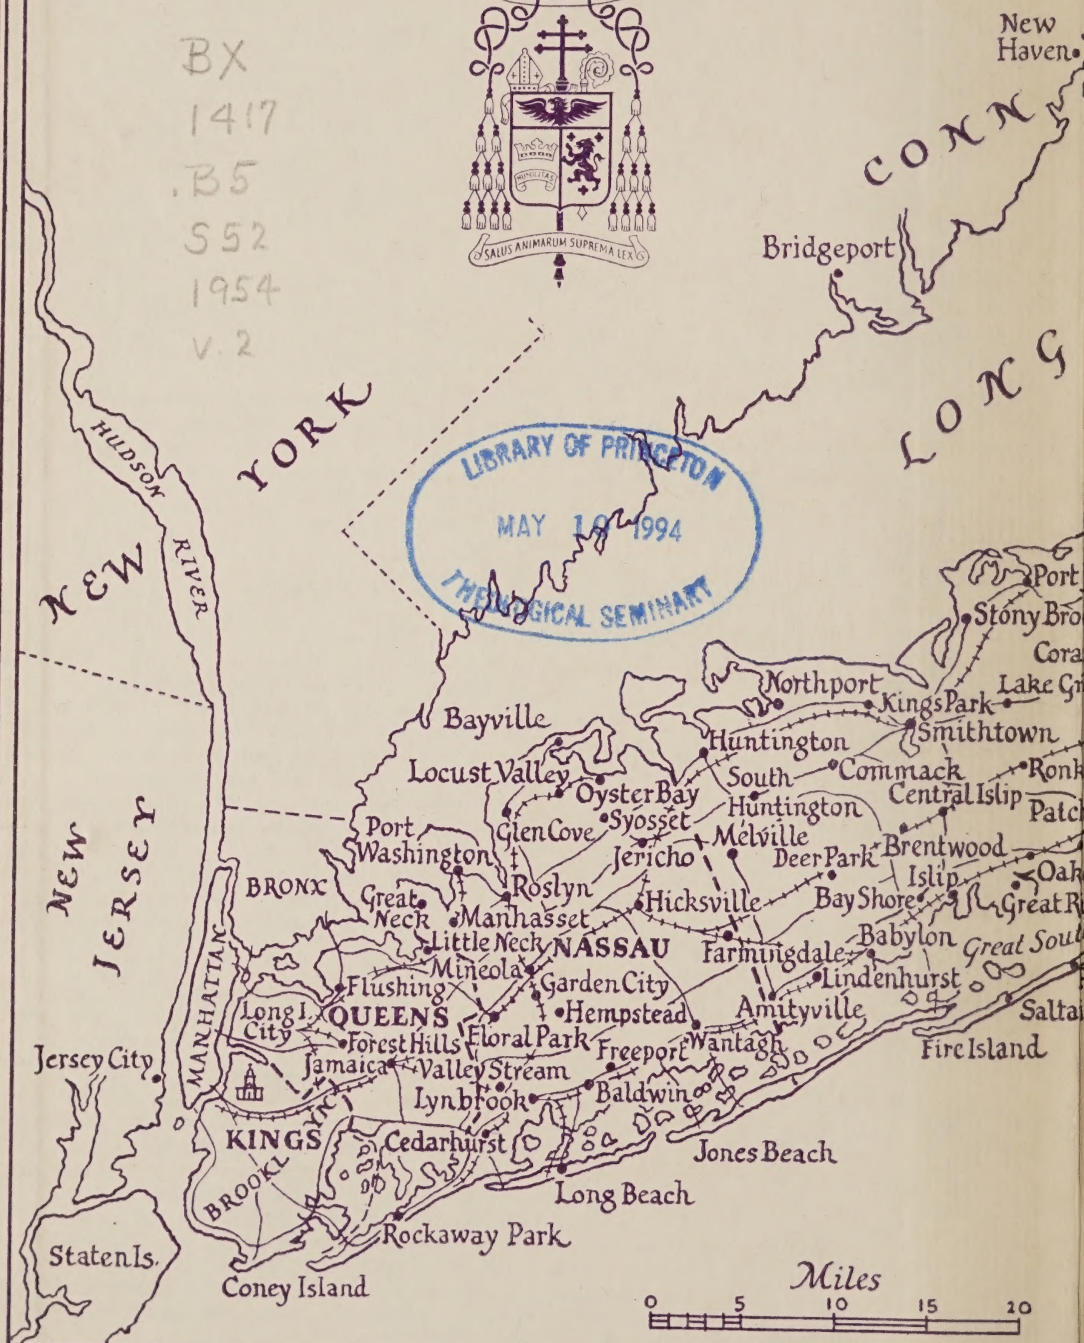 BX
1417
.B5
S52
1954
v. 2
HUMILITAS
SALUS ANIMARUM SUPREMA LEX
New
Haven
CONN
Bridgeport
LONG
NEW YORK
HUDSON RIVER
LIBRARY OF PRINCETON
MAY 10 1994
THEOLOGICAL SEMINARY
Port
Stony Bro
Cora
Lake Gr
Northport
Kings Park
Smithtown
Bayville
Huntington
Locust Valley
Oyster Bay
South
Huntington
Commack
Ronk
Central Islip
Patch
Glen Cove
Syosset
Port
Washington
Jericho
Melville
Deer Park
Brentwood
NEW
JERSEY
BRONX
Great
Neck
Roslyn
Manhasset
Hicksville
Bay Shore
Islip
Oak
Great R
Little Neck
NASSAU
Farmingdale
Babylon
Great Sou
Mineola
Flushing
Garden City
Lindenhurst
MANHATTAN
Long I.
City
QUEENS
Hempstead
Amityville
Salta
Forest Hills
Floral Park
Freeport
Wantagh
Fire Island
Jersey City
Jamaica
Valley Stream
Lynbrook
Baldwin
KINGS
BROOKLYN
Cedarhurst
Jones Beach
Long Beach
Rockaway Park
Staten Is.
Coney Island
Miles
0 5 10 15 20